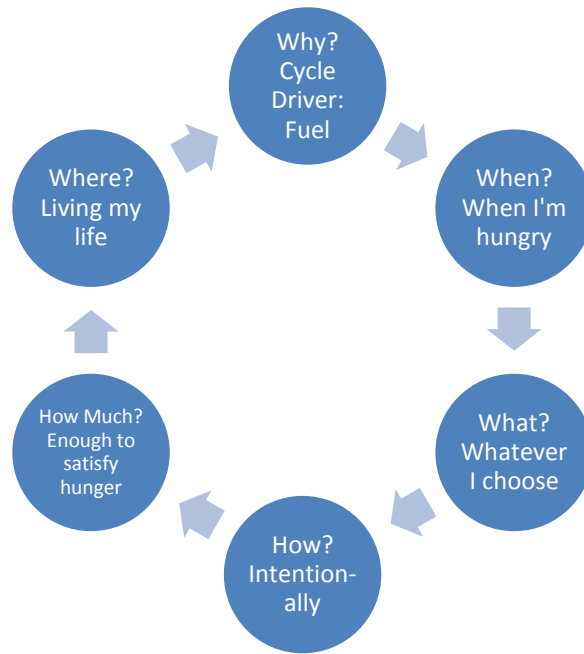 Why?
Cycle
Driver:
Fuel
When?
When I'm
hungry
What?
Whatever
I choose
How?
Intention-
ally
How Much?
Enough to
satisfy
hunger
Where?
Living my
life